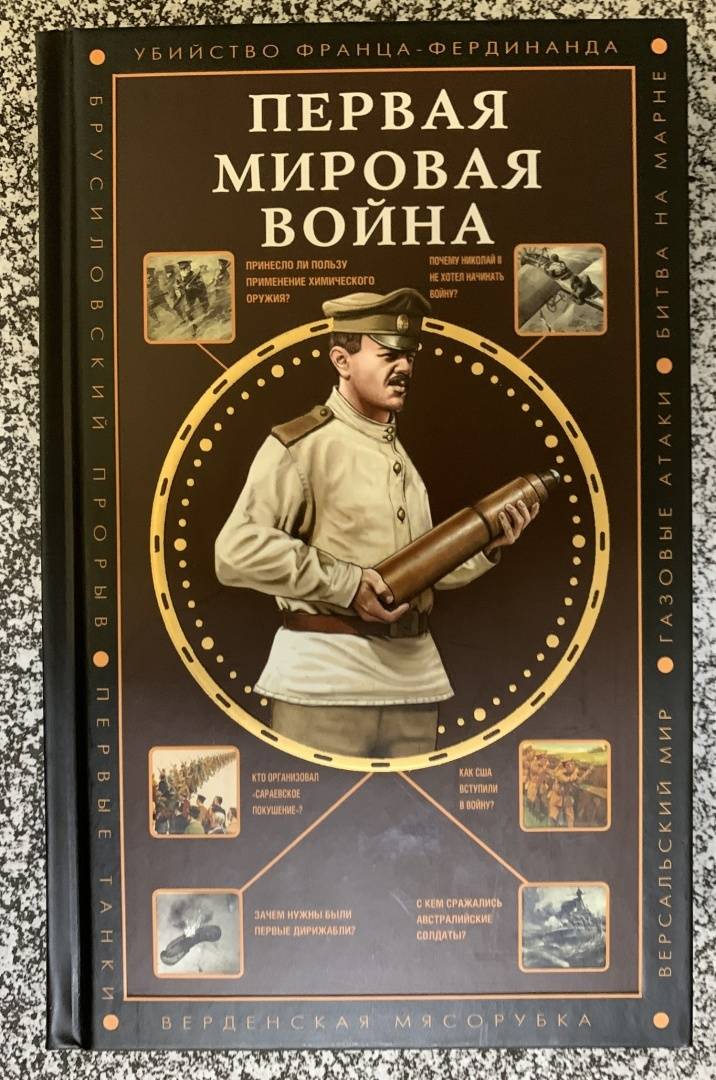 УБИЙСТВО ФРАНЦА-ФЕРДИНАНДА
БРУСИЛОВСКИЙ ПРОРЫВ
ПЕРВЫЕ ТАНКИ
БИТВА НА МАРНЕ
ГАЗОВЫЕ АТАКИ
ВЕРСАЛЬСКИЙ МИР
ПЕРВАЯ
МИРОВАЯ
ВОЙНА
ПРИНЕСЛО ЛИ ПОЛЬЗУ
ПРИМЕНЕНИЕ ХИМИЧЕСКОГО
ОРУЖИЯ?
ПОЧЕМУ НИКОЛАЙ II
НЕ ХОТЕЛ НАЧИНАТЬ
ВОЙНУ?
КТО ОРГАНИЗОВАЛ
«САРАЕВСКОЕ
ПОКУШЕНИЕ»?
КАК США
ВСТУПИЛИ
В ВОЙНУ?
ЗАЧЕМ НУЖНЫ БЫЛИ
ПЕРВЫЕ ДИРИЖАБЛИ?
С КЕМ СРАЖАЛИСЬ
АВСТРАЛИЙСКИЕ
СОЛДАТЫ?
ВЕРДЕНСКАЯ МЯСОРУБКА